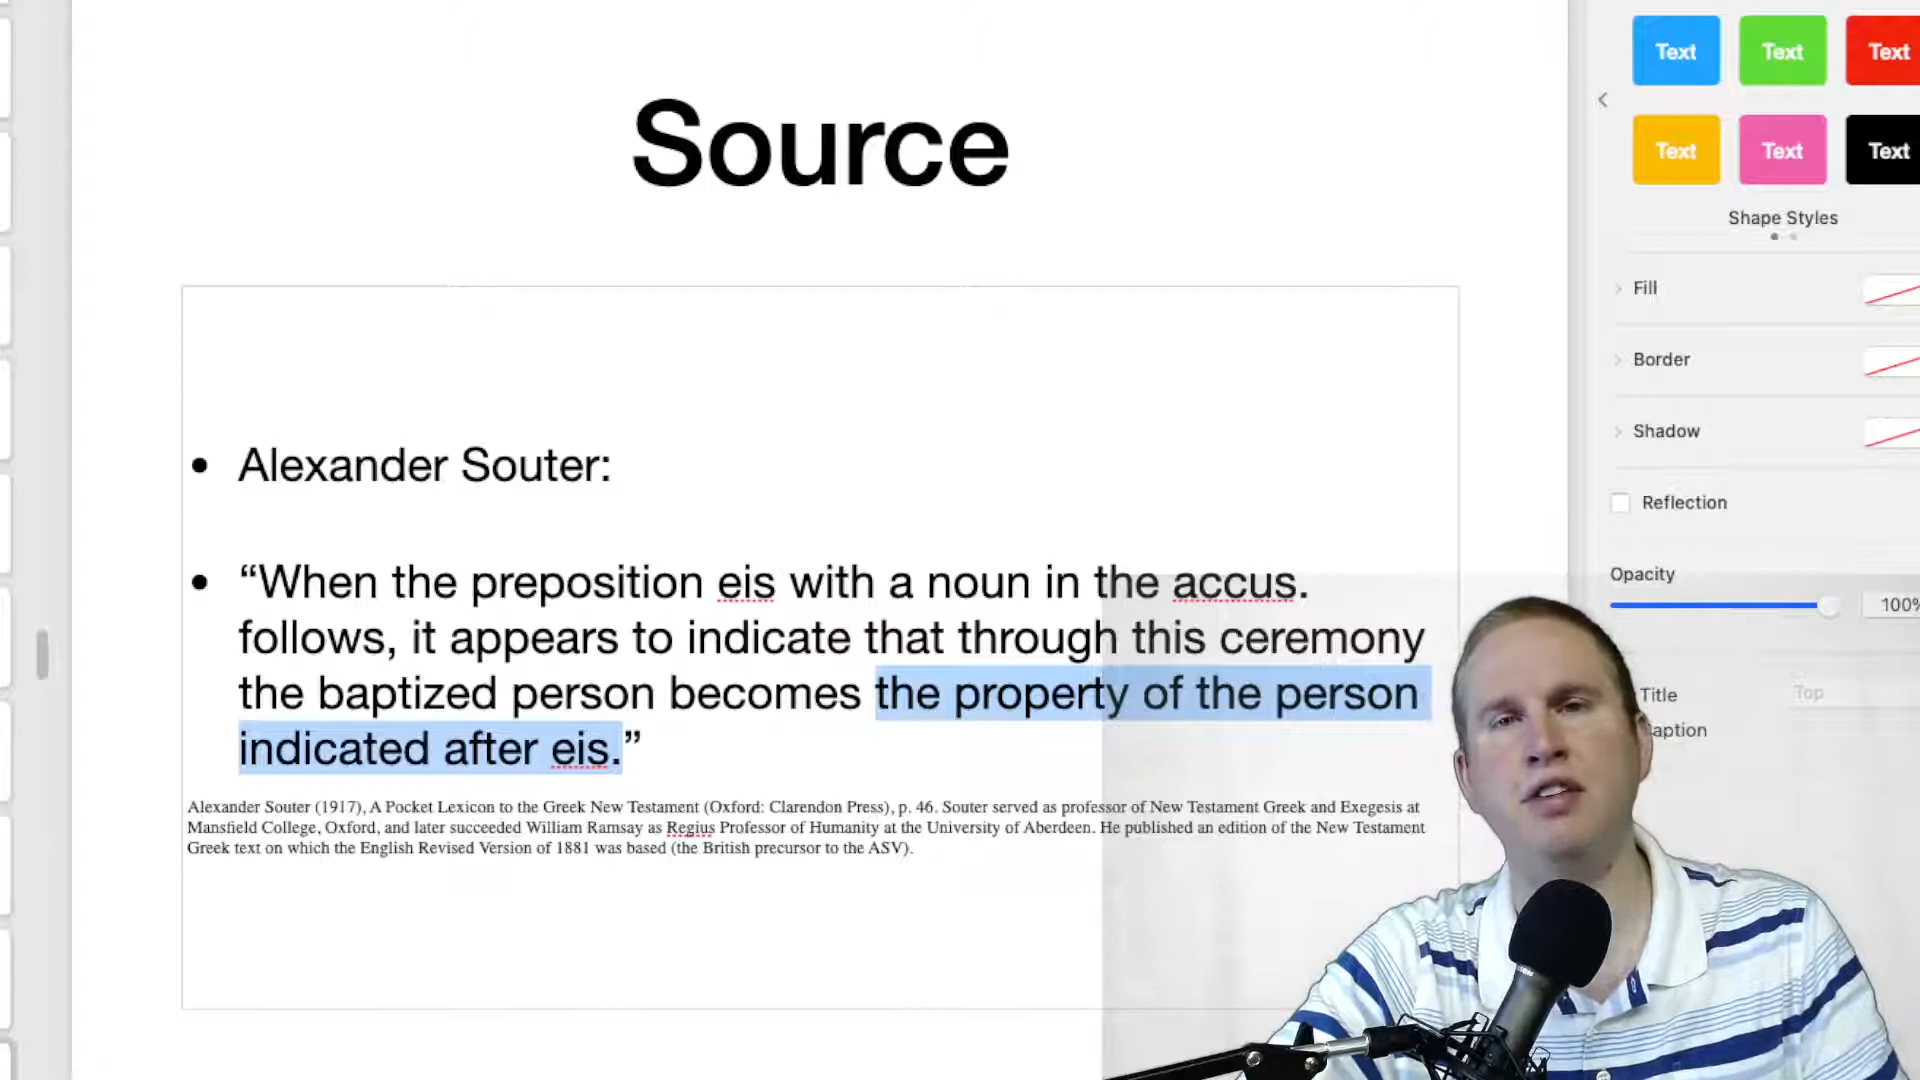 Source
• Alexander Souter:
• “When the preposition eis with a noun in the accus.
follows, it appears to indicate that through this ceremony
the baptized person becomes the property of the person
indicated after eis.”
Alexander Souter (1917), A Pocket Lexicon to the Greek New Testament (Oxford: Clarendon Press), p. 46. Souter served as professor of New Testament Greek and Exegesis at
Mansfield College, Oxford, and later succeeded William Ramsay as Regius Professor of Humanity at the University of Aberdeen. He published an edition of the New Testament
Greek text on which the English Revised Version of 1881 was based (the British precursor to the ASV).
Text Text Text
Text Text Text
Shape Styles
Fill
Border
Shadow
Reflection
Opacity
100%
Title Top
aption